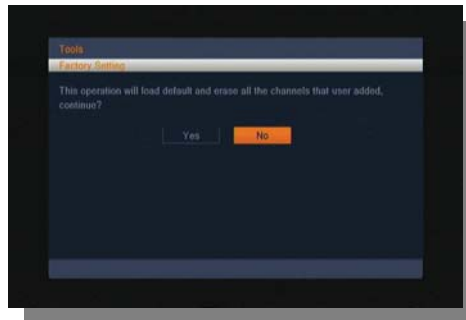 Tools
Factory Setting
This operation will load default and erase all the channels that user added,
continue?
Yes No